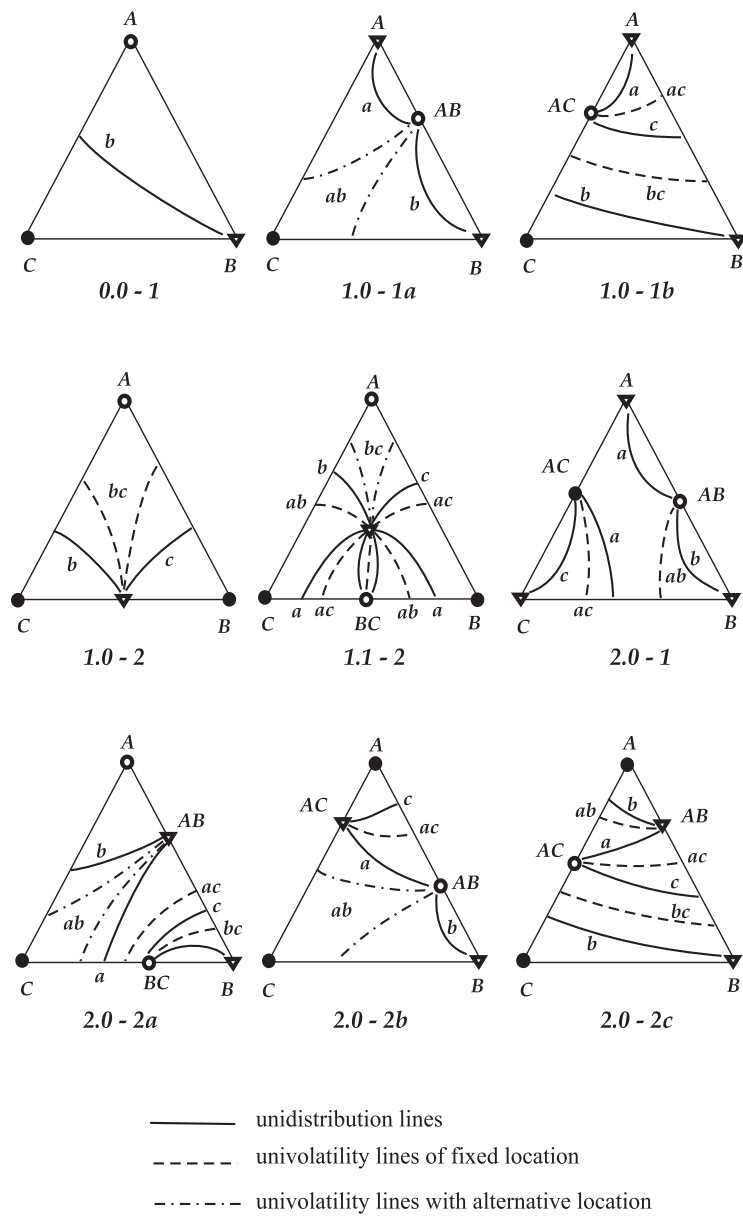 A A A
b a AB AC a ac c
ab b b bc
C B C B C B
0.0 - 1 1.0 - 1a 1.0 - 1b
A A A
bc b bc c AC a AB
b c ab ac c a ab b
C B a ac BC ab a ac
C B C B
1.0 - 2 1.1 - 2 2.0 - 1
A A A
AB AC c ac ab b AB
b ac AC a ac
ab c a AB c
bc ab b bc
a BC b
C B C B C B
2.0 - 2a 2.0 - 2b 2.0 - 2c
unidistribution lines
univolatility lines of fixed location
univolatility lines with alternative location